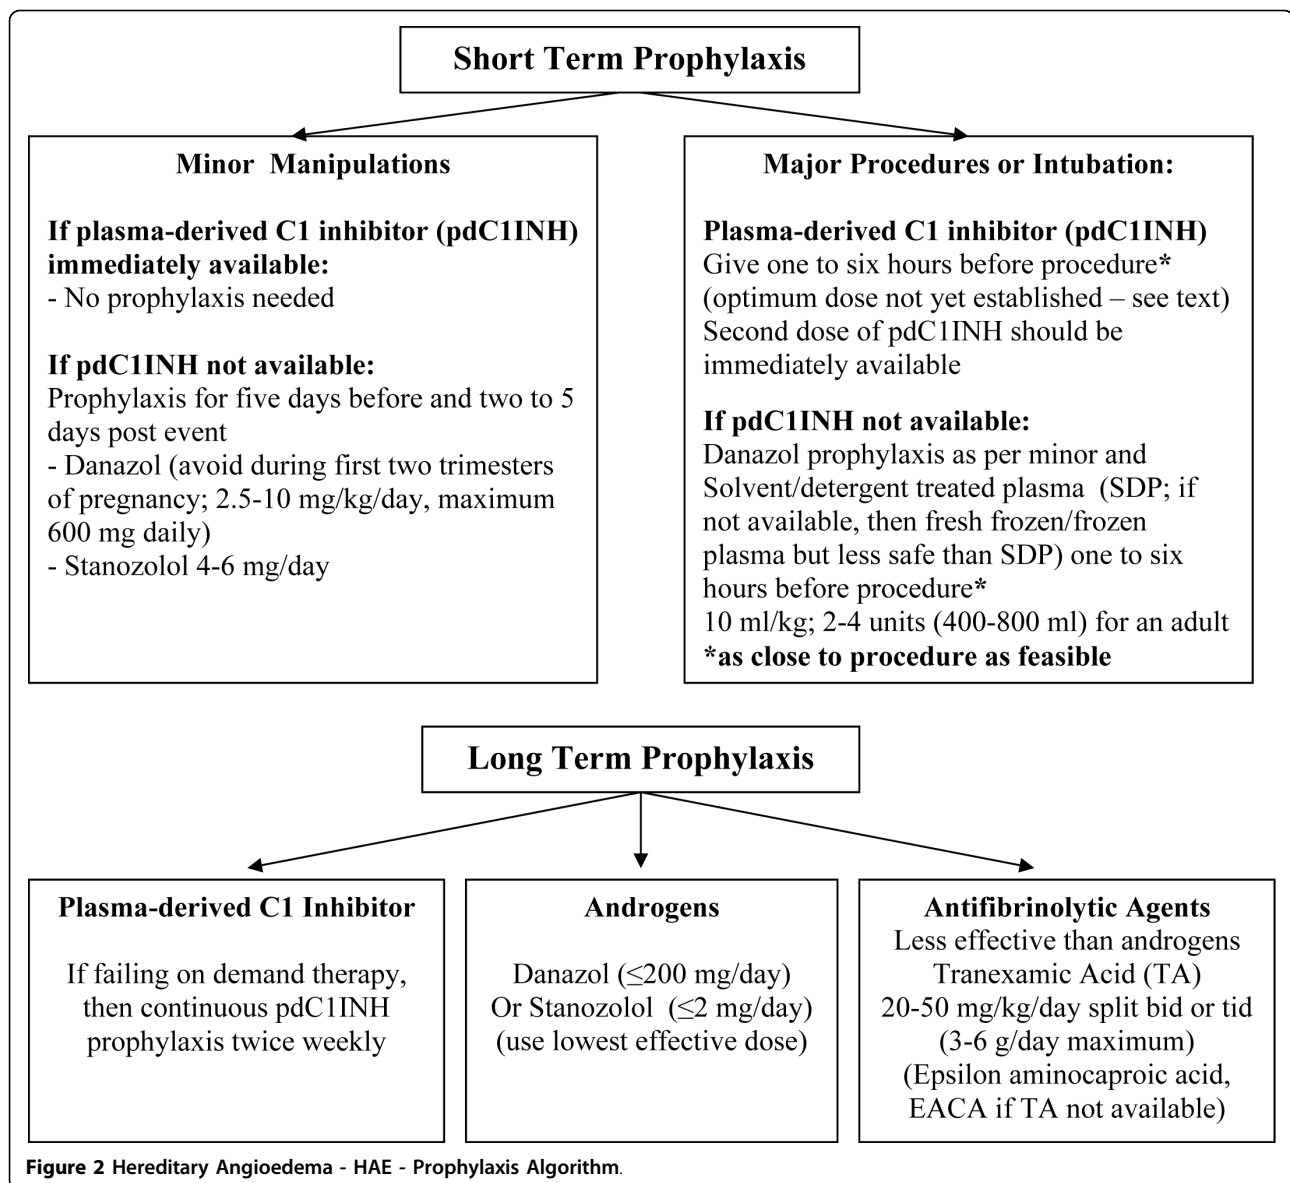 Short Term Prophylaxis
Minor Manipulations
If plasma-derived C1 inhibitor (pdC1INH)
immediately available:
- No prophylaxis needed
If pdC1INH not available:
Prophylaxis for five days before and two to 5
days post event
- Danazol (avoid during first two trimesters
of pregnancy; 2.5-10 mg/kg/day, maximum
600 mg daily)
- Stanozolol 4-6 mg/day
Major Procedures or Intubation:
Plasma-derived C1 inhibitor (pdC1INH)
Give one to six hours before procedure*
(optimum dose not yet established – see text)
Second dose of pdC1INH should be
immediately available
If pdC1INH not available:
Danazol prophylaxis as per minor and
Solvent/detergent treated plasma (SDP; if
not available, then fresh frozen/frozen
plasma but less safe than SDP) one to six
hours before procedure*
10 ml/kg; 2-4 units (400-800 ml) for an adult
*as close to procedure as feasible
Long Term Prophylaxis
Plasma-derived C1 Inhibitor
If failing on demand therapy,
then continuous pdC1INH
prophylaxis twice weekly
Androgens
Danazol (≤200 mg/day)
Or Stanozolol (≤2 mg/day)
(use lowest effective dose)
Antifibrinolytic Agents
Less effective than androgens
Tranexamic Acid (TA)
20-50 mg/kg/day split bid or tid
(3-6 g/day maximum)
(Epsilon aminocaproic acid,
EACA if TA not available)
Figure 2 Hereditary Angioedema - HAE - Prophylaxis Algorithm.